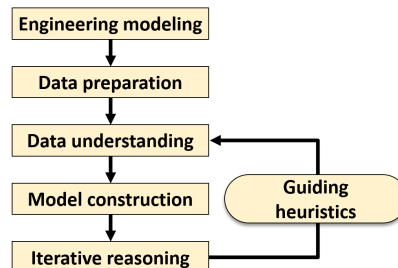 Engineering modeling
Data preparation
Data understanding
Model construction
Guiding
heuristics
Iterative reasoning